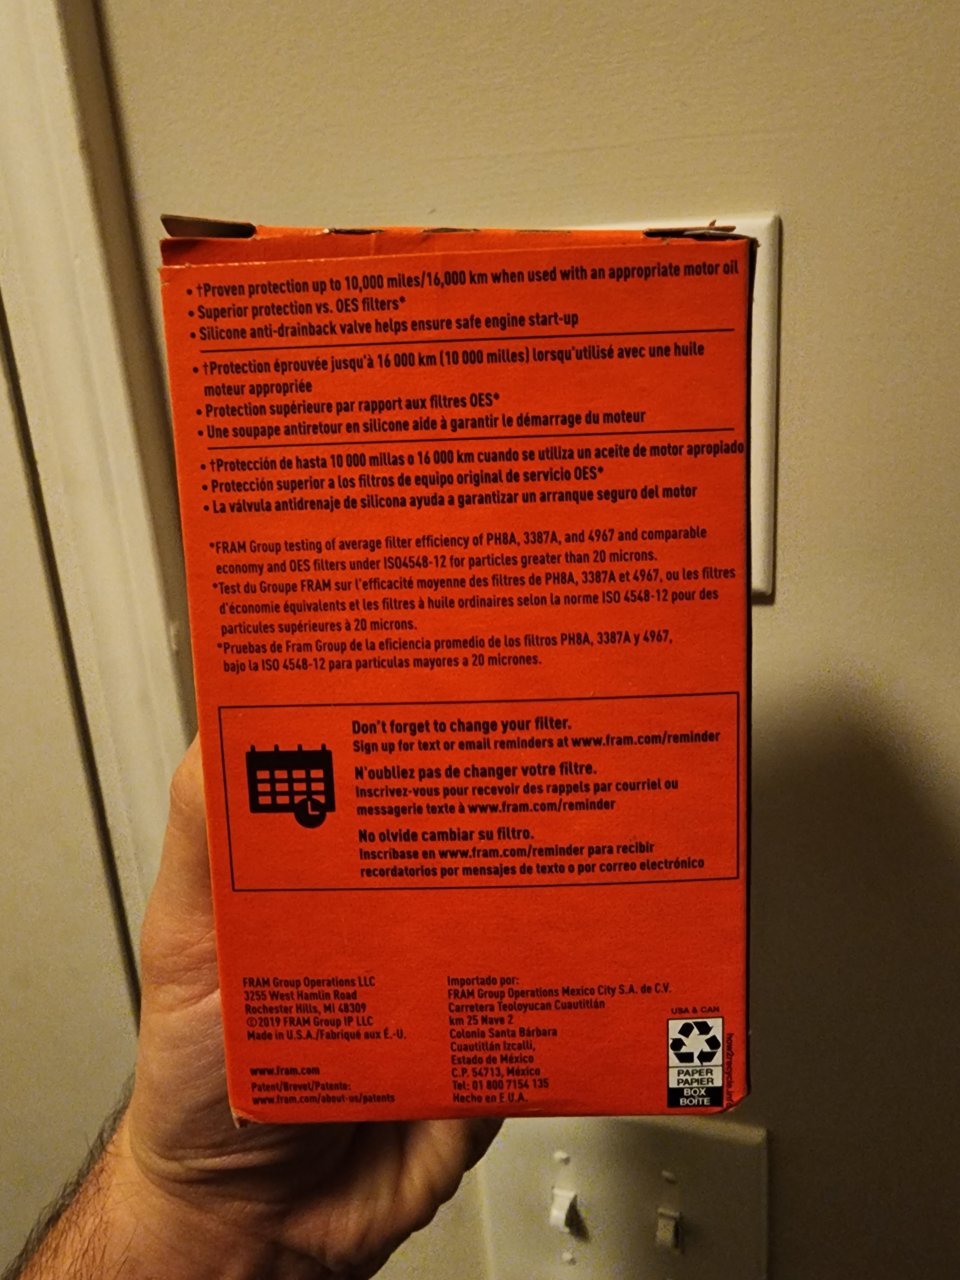 • †Proven protection up to 10,000 miles/16,000 km when used with an appropriate motor oil
• Superior protection vs. OES filters*
• Silicone anti-drainback valve helps ensure safe engine start-up
• †Protection éprouvée jusqu'à 16 000 km (10 000 milles) lorsqu'utilisé avec une huile
moteur appropriée
• Protection supérieure par rapport aux filtres OES*
• Une soupape antiretour en silicone aide à garantir le démarrage du moteur
• †Protección de hasta 10 000 millas o 16 000 km cuando se utiliza un aceite de motor apropiado
• Protección superior a los filtros de equipo original de servicio OES*
• La válvula antidrenaje de silicona ayuda a garantizar un arranque seguro del motor
*FRAM Group testing of average filter efficiency of PH8A, 3387A, and 4967 and comparable
economy and OES filters under ISO4548-12 for particles greater than 20 microns.
*Test du Groupe FRAM sur l'efficacité moyenne des filtres de PH8A, 3387A et 4967, ou les filtres
d'économie équivalents et les filtres à huile ordinaires selon la norme ISO 4548-12 pour des
particules supérieures à 20 microns.
*Pruebas de Fram Group de la eficiencia promedio de los filtros PH8A, 3387A y 4967,
bajo la ISO 4548-12 para particulas mayores a 20 micrones.
Don't forget to change your filter.
Sign up for text or email reminders at www.fram.com/reminder
N'oubliez pas de changer votre filtre.
Inscrivez-vous pour recevoir des rappels par courriel ou
messagerie texte à www.fram.com/reminder
No olvide cambiar su filtro.
Inscríbase en www.fram.com/reminder para recibir
recordatorios por mensajes de texto o por correo electrónico
FRAM Group Operations LLC
3255 West Hamlin Road
Rochester Hills, MI 48309
©2019 FRAM Group IP LLC
Made in U.S.A./Fabriqué aux É.-U.
www.fram.com
Patent/Brevet/Patente:
www.fram.com/about-us/patents
Importado por:
FRAM Group Operations Mexico City S.A. de C.V.
Carretera Teoloyucan Cuautitlán
km 25 Nave 2
Colonia Santa Bárbara
Cuautitlán Izcalli,
Estado de México
C.P. 54713, México
Tel: 01 800 7154 135
Hecho en E.U.A.
USA & CAN
PAPER
PAPIER
BOX
BOÎTE
how2recycle.info